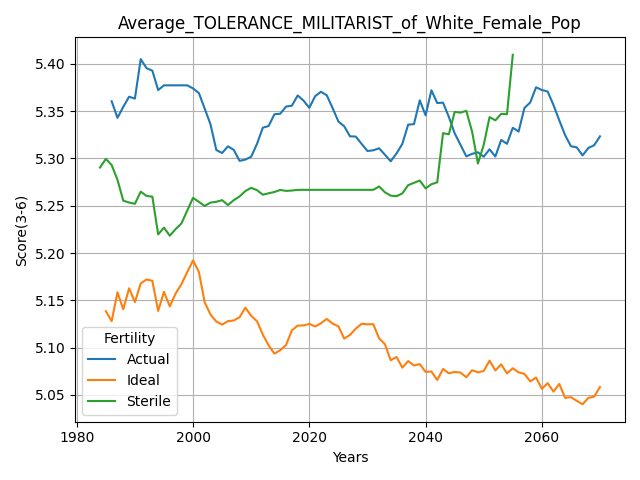 Average_TOLERANCE_MILITARIST_of_White_Female_Pop
Score(3-6)
5.40
5.35
5.30
5.25
5.20
5.15
5.10
5.05
Fertility
Actual
Ideal
Sterile
1980
2000
2020
2040
2060
Years